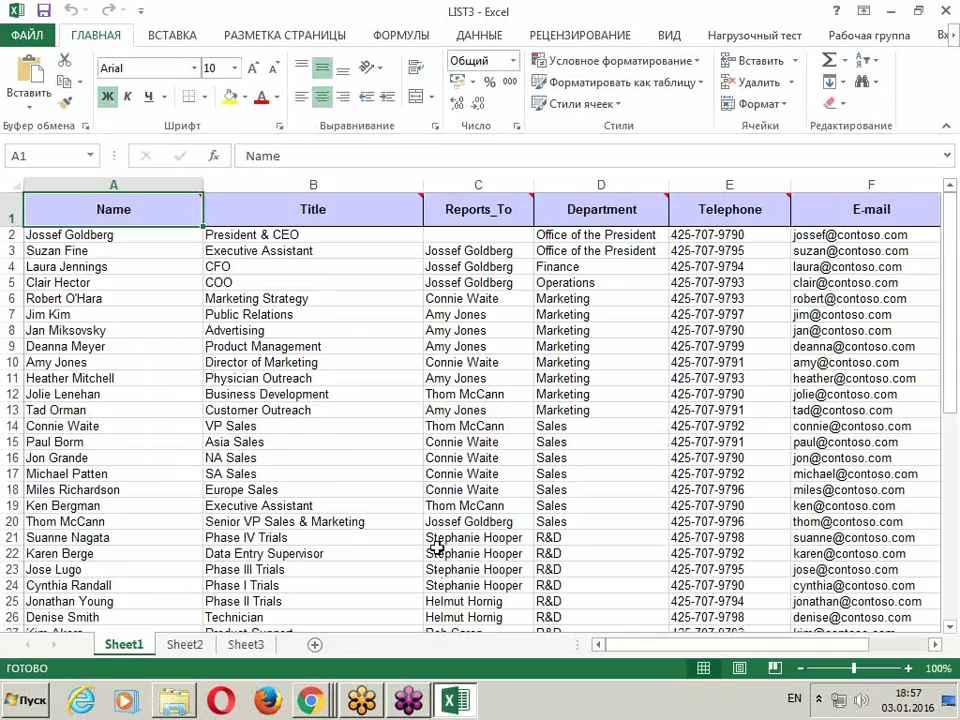 LIST3 - Excel
ФАЙЛ ГЛАВНАЯ ВСТАВКА РАЗМЕТКА СТРАНИЦЫ ФОРМУЛЫ ДАННЫЕ РЕЦЕНЗИРОВАНИЕ ВИД Нагрузочный тест Рабочая группа
Вставить
Arial 10
Ж К Ч
Общий
% 000
Условное форматирование
Форматировать как таблицу
Стили ячеек
Вставить
Удалить
Формат
Буфер обмена Шрифт Выравнивание Число Стили Ячейки Редактирование
A1 fx Name
A B C D E F
1 Name Title Reports_To Department Telephone E-mail
2 Jossef Goldberg President & CEO Office of the President 425-707-9790 jossef@contoso.com
3 Suzan Fine Executive Assistant Jossef Goldberg Office of the President 425-707-9795 suzan@contoso.com
4 Laura Jennings CFO Jossef Goldberg Finance 425-707-9794 laura@contoso.com
5 Clair Hector COO Jossef Goldberg Operations 425-707-9793 clair@contoso.com
6 Robert O'Hara Marketing Strategy Connie Waite Marketing 425-707-9793 robert@contoso.com
7 Jim Kim Public Relations Amy Jones Marketing 425-707-9797 jim@contoso.com
8 Jan Miksovsky Advertising Amy Jones Marketing 425-707-9790 jan@contoso.com
9 Deanna Meyer Product Management Amy Jones Marketing 425-707-9799 deanna@contoso.com
10 Amy Jones Director of Marketing Connie Waite Marketing 425-707-9791 amy@contoso.com
11 Heather Mitchell Physician Outreach Amy Jones Marketing 425-707-9793 heather@contoso.com
12 Jolie Lenehan Business Development Thom McCann Marketing 425-707-9790 jolie@contoso.com
13 Tad Orman Customer Outreach Amy Jones Marketing 425-707-9791 tad@contoso.com
14 Connie Waite VP Sales Thom McCann Sales 425-707-9792 connie@contoso.com
15 Paul Borm Asia Sales Connie Waite Sales 425-707-9791 paul@contoso.com
16 Jon Grande NA Sales Connie Waite Sales 425-707-9790 jon@contoso.com
17 Michael Patten SA Sales Connie Waite Sales 425-707-9792 michael@contoso.com
18 Miles Richardson Europe Sales Connie Waite Sales 425-707-9796 miles@contoso.com
19 Ken Bergman Executive Assistant Thom McCann Sales 425-707-9790 ken@contoso.com
20 Thom McCann Senior VP Sales & Marketing Jossef Goldberg Sales 425-707-9796 thom@contoso.com
21 Suanne Nagata Phase IV Trials Stephanie Hooper R&D 425-707-9798 suanne@contoso.com
22 Karen Berge Data Entry Supervisor Stephanie Hooper R&D 425-707-9792 karen@contoso.com
23 Jose Lugo Phase III Trials Stephanie Hooper R&D 425-707-9795 jose@contoso.com
24 Cynthia Randall Phase I Trials Stephanie Hooper R&D 425-707-9790 cynthia@contoso.com
25 Jonathan Young Phase II Trials Helmut Hornig R&D 425-707-9794 jonathan@contoso.com
26 Denise Smith Technician Helmut Hornig R&D 425-707-9798 denise@contoso.com
Sheet1 Sheet2 Sheet3
ГОТОВО 100%
Пуск EN 18:57
03.01.2016